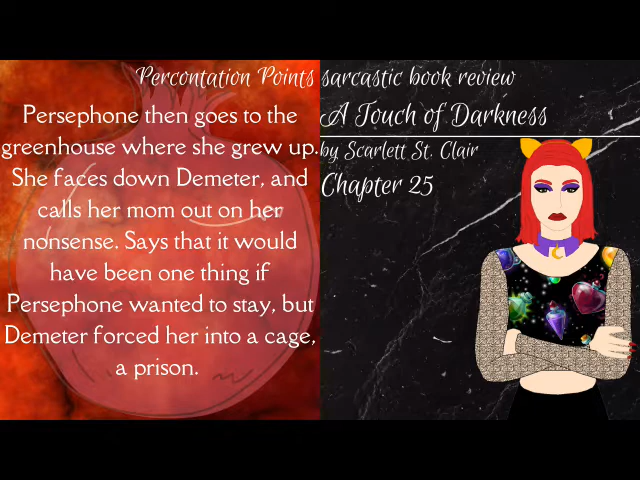 Percontation Points sarcastic book review
Persephone then goes to the
greenhouse where she grew up.
She faces down Demeter, and
calls her mom out on her
nonsense. Says that it would
have been one thing if
Persephone wanted to stay, but
Demeter forced her into a cage,
a prison.
A Touch of Darkness
by Scarlett St. Clair
Chapter 25